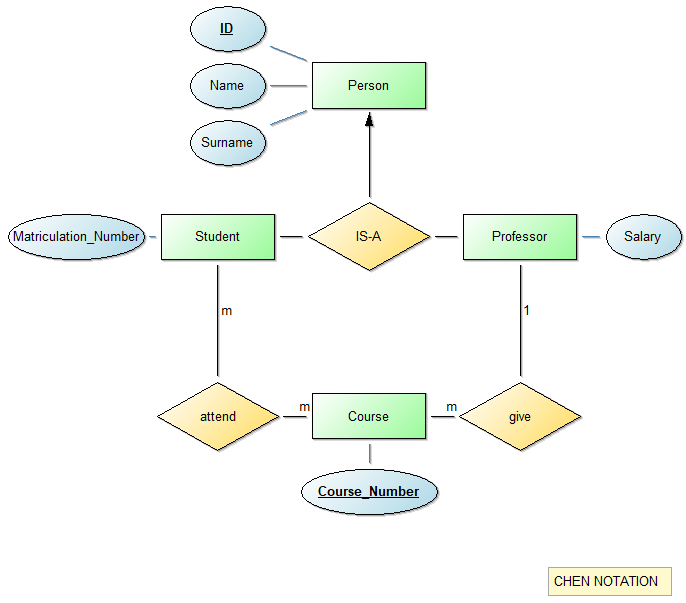 ID
Name
Person
Surname
Matriculation_Number
Student
IS-A
Professor
Salary
m
1
attend
m
Course
m
give
Course_Number
CHEN NOTATION